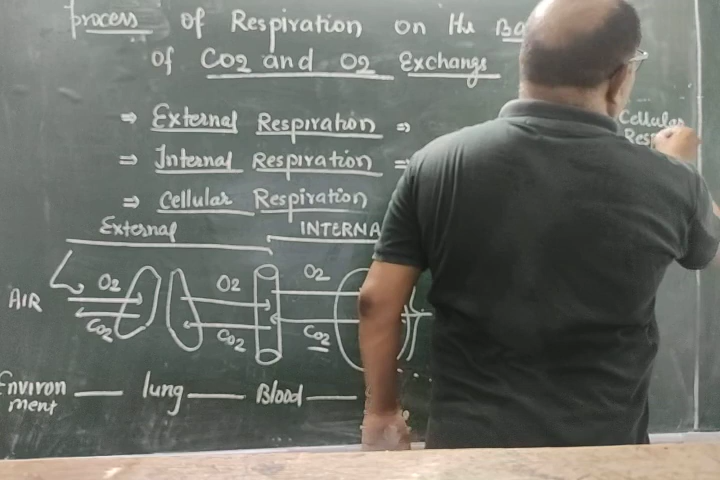 process of Respiration on the Ba
of CO2 and O2 Exchange
⇒ External Respiration ⇒
⇒ Internal Respiration ⇒
⇒ Cellular Respiration
Cellular
Resp
External INTERNA
AIR O2 O2 O2
CO2 CO2 CO2
Environ — lung — Blood —
ment